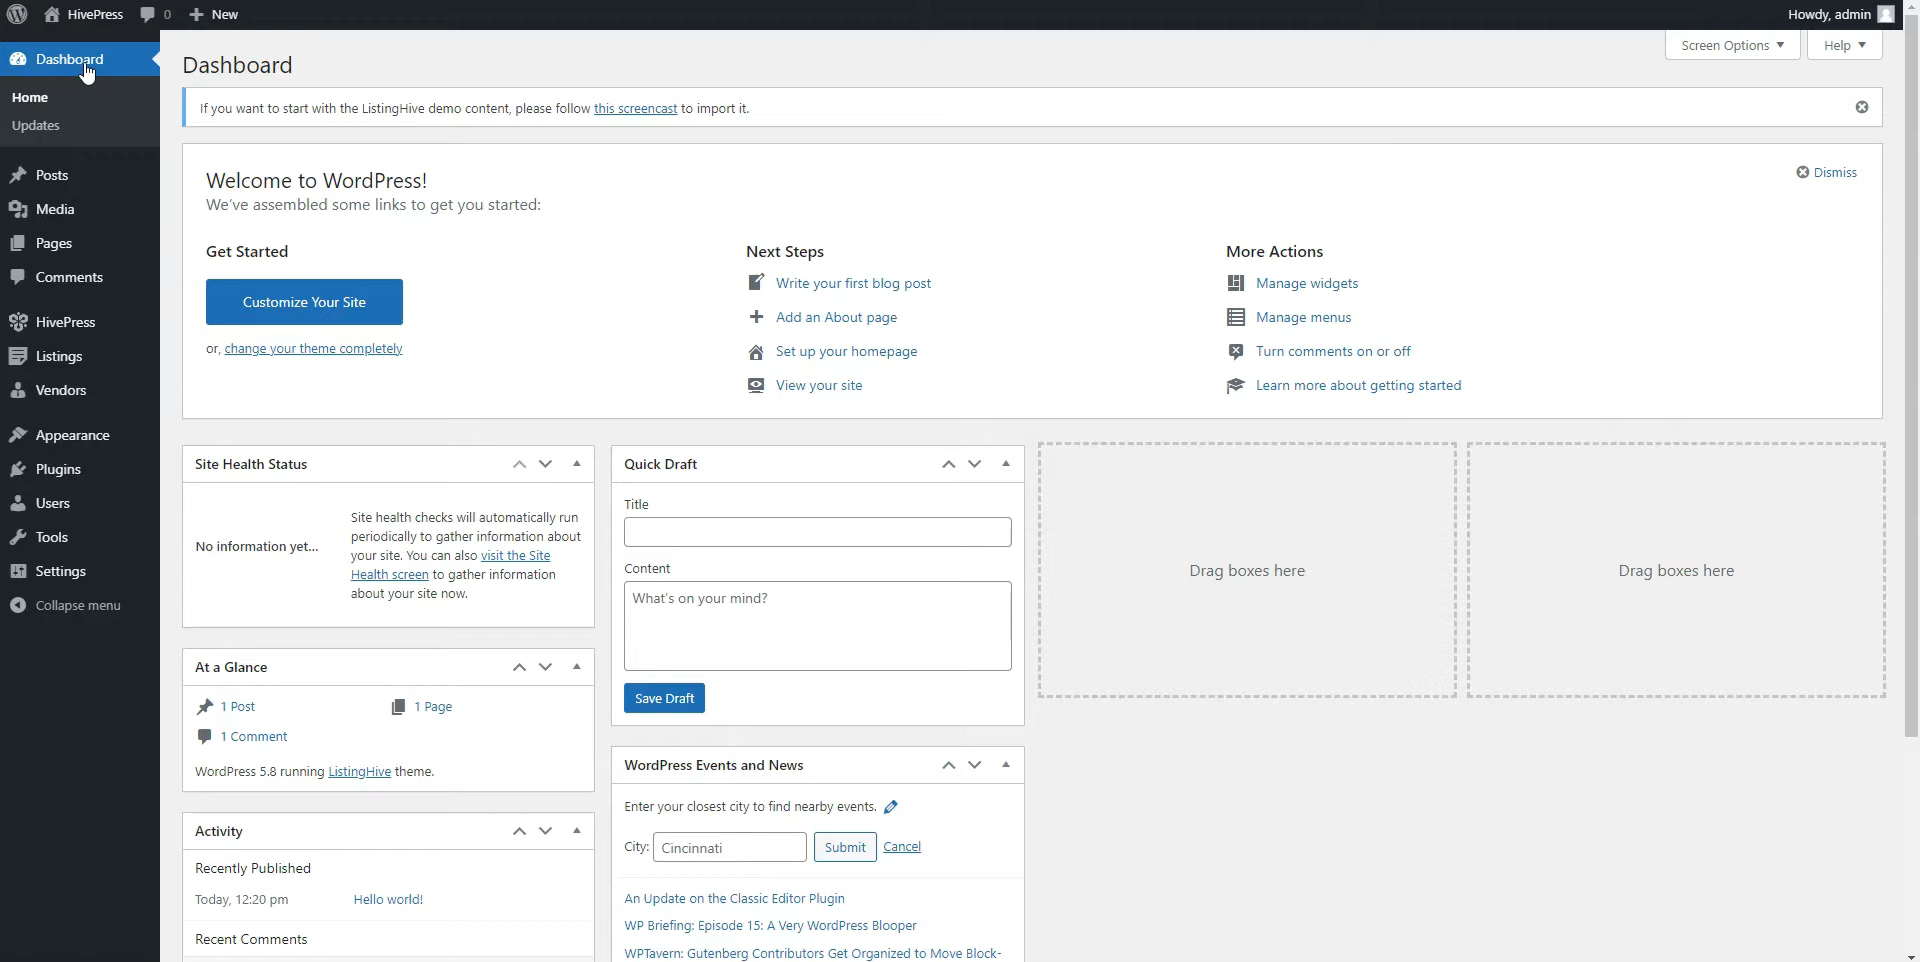 HivePress 0 New Howdy, admin
Screen Options Help
Dashboard
Home
Updates
Posts
Media
Pages
Comments
HivePress
Listings
Vendors
Appearance
Plugins
Users
Tools
Settings
Collapse menu
Dashboard
If you want to start with the ListingHive demo content, please follow this screencast to import it.
Welcome to WordPress!
Dismiss
We've assembled some links to get you started:
Get Started
Customize Your Site
or, change your theme completely
Next Steps
Write your first blog post
Add an About page
Set up your homepage
View your site
More Actions
Manage widgets
Manage menus
Turn comments on or off
Learn more about getting started
Site Health Status
No information yet...
Site health checks will automatically run
periodically to gather information about
your site. You can also visit the Site
Health screen to gather information
about your site now.
At a Glance
1 Post 1 Page
1 Comment
WordPress 5.8 running ListingHive theme.
Activity
Recently Published
Today, 12:20 pm Hello world!
Recent Comments
Quick Draft
Title
Content
What's on your mind?
Save Draft
WordPress Events and News
Enter your closest city to find nearby events.
City: Cincinnati Submit Cancel
An Update on the Classic Editor Plugin
WP Briefing: Episode 15: A Very WordPress Blooper
WPTavern: Gutenberg Contributors Get Organized to Move Block-
Drag boxes here
Drag boxes here